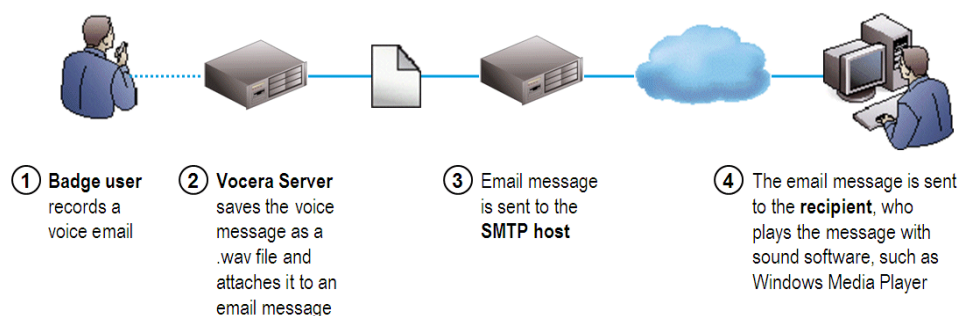 1 Badge user
records a
voice email
2 Vocera Server
saves the voice
message as a
.wav file and
attaches it to an
email message
3 Email message
is sent to the
SMTP host
4 The email message is sent
to the recipient, who
plays the message with
sound software, such as
Windows Media Player